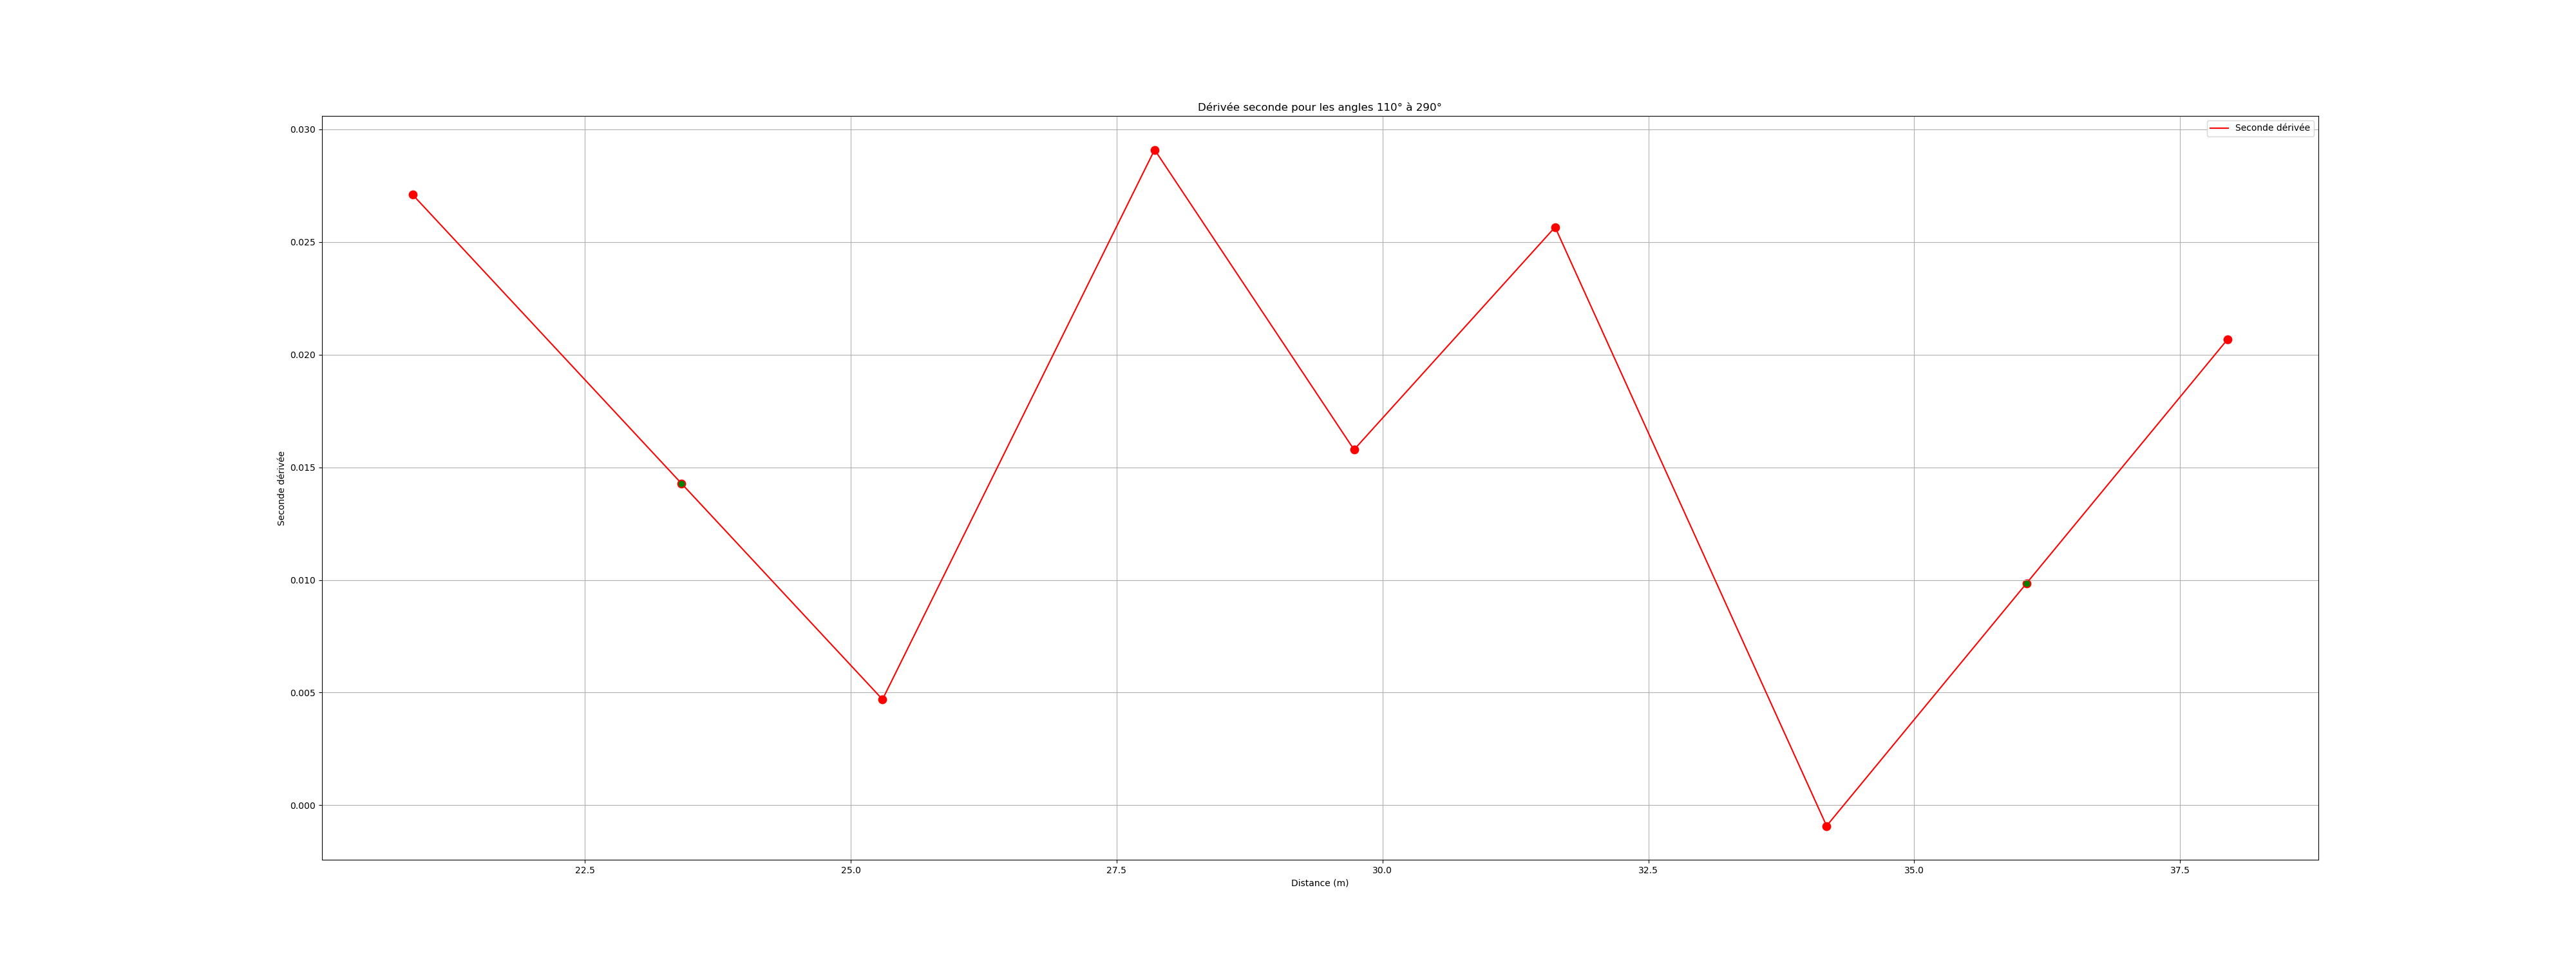 Dérivée seconde pour les angles 110° à 290°
Seconde dérivée
0.030
0.025
0.020
0.015
0.010
0.005
0.000
Seconde dérivée
22.5 25.0 27.5 30.0 32.5 35.0 37.5
Distance (m)